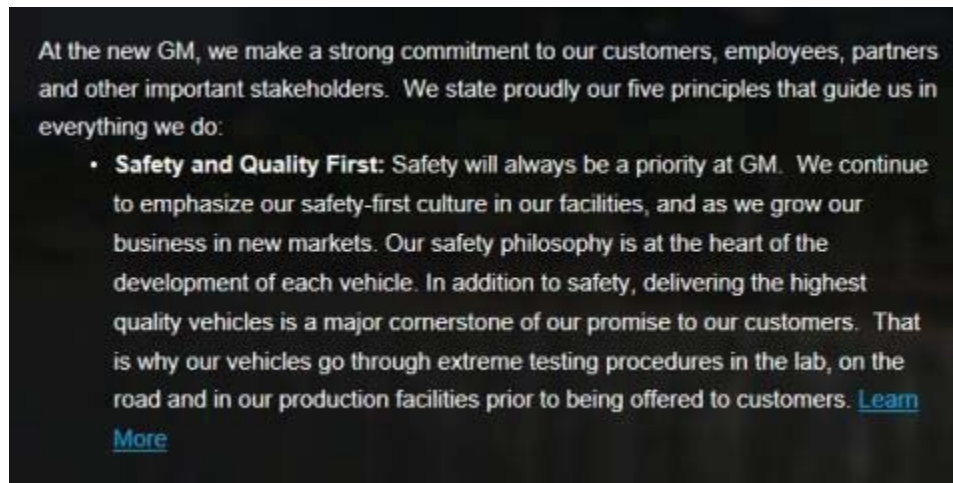 At the new GM, we make a strong commitment to our customers, employees, partners
and other important stakeholders.  We state proudly our five principles that guide us in
everything we do:
• Safety and Quality First: Safety will always be a priority at GM.  We continue
to emphasize our safety-first culture in our facilities, and as we grow our
business in new markets. Our safety philosophy is at the heart of the
development of each vehicle. In addition to safety, delivering the highest
quality vehicles is a major cornerstone of our promise to our customers.  That
is why our vehicles go through extreme testing procedures in the lab, on the
road and in our production facilities prior to being offered to customers. Learn
More